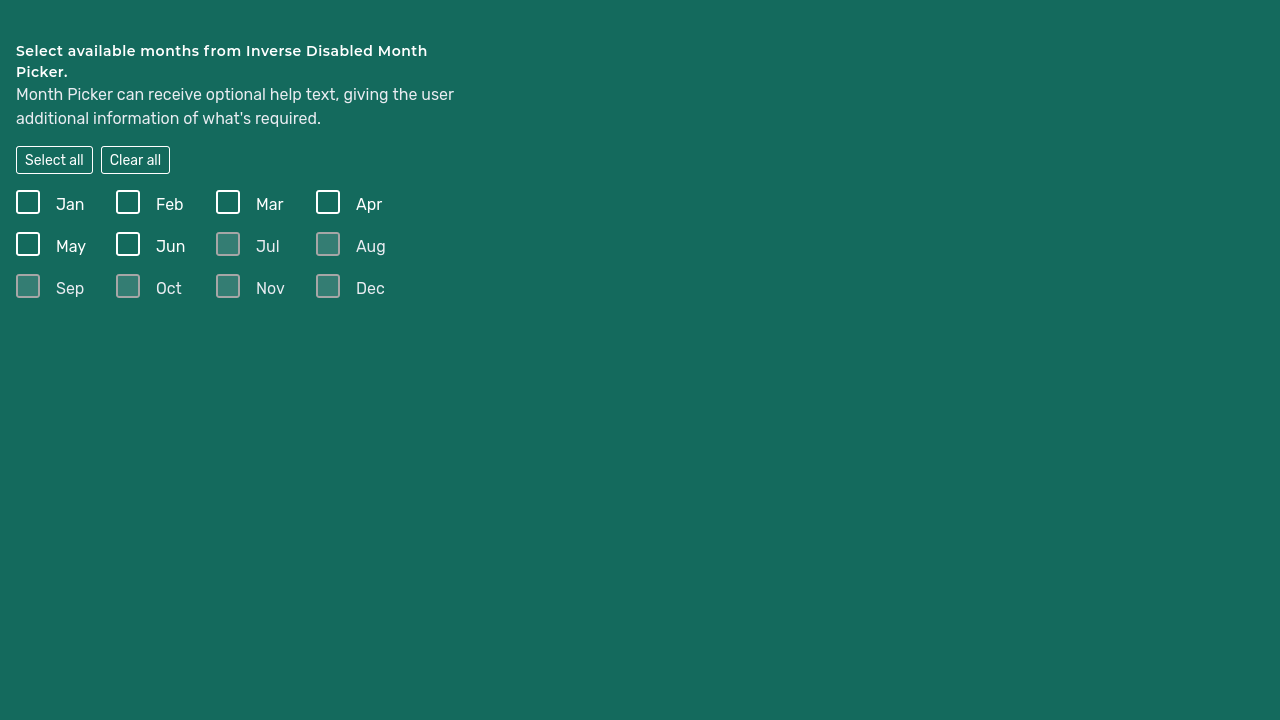 Select available months from Inverse Disabled Month
Picker.
Month Picker can receive optional help text, giving the user
additional information of what's required.
Select all Clear all
Jan Feb Mar Apr
May Jun Jul Aug
Sep Oct Nov Dec